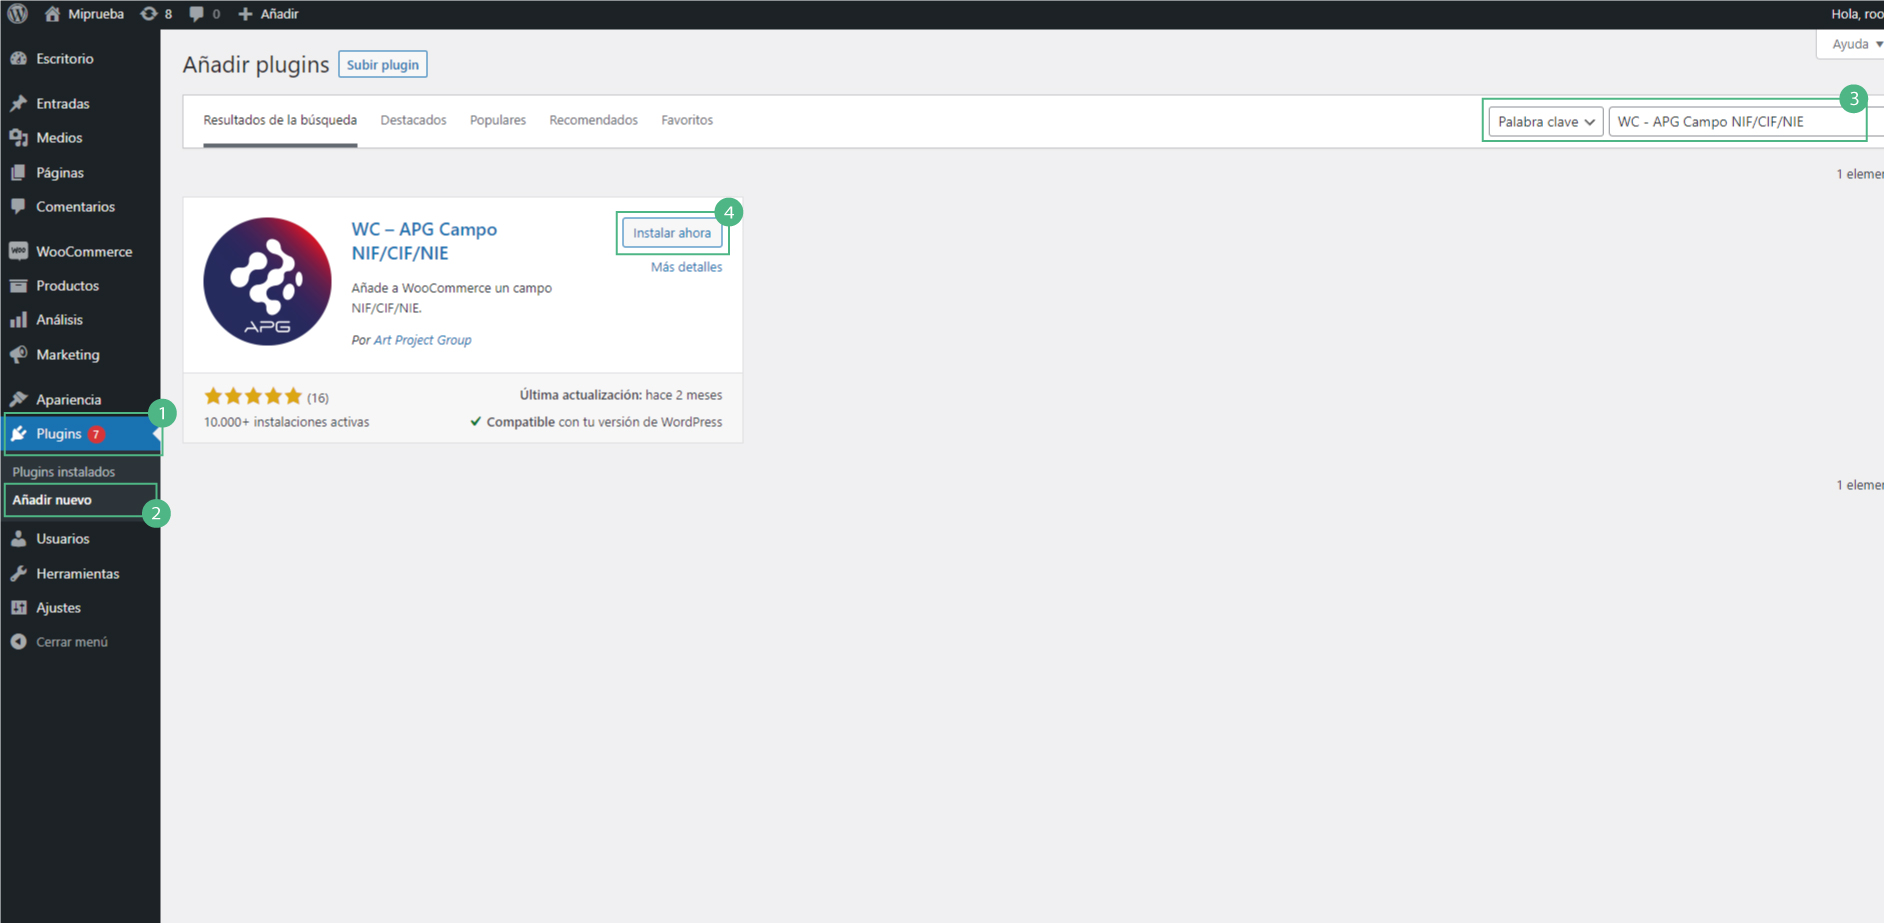 Miprueba 8 0 Añadir Hola, roo
Ayuda
Escritorio
Entradas
Medios
Páginas
Comentarios
WooCommerce
Productos
Análisis
Marketing
Apariencia
1
Plugins 7
Plugins instalados
Añadir nuevo
2
Usuarios
Herramientas
Ajustes
Cerrar menú
Añadir plugins Subir plugin
Resultados de la búsqueda Destacados Populares Recomendados Favoritos
3
Palabra clave WC - APG Campo NIF/CIF/NIE
1 elemen
APG
WC – APG Campo
NIF/CIF/NIE
4
Instalar ahora
Más detalles
Añade a WooCommerce un campo
NIF/CIF/NIE.
Por Art Project Group
(16)
10.000+ instalaciones activas
Última actualización: hace 2 meses
Compatible con tu versión de WordPress
1 elemen